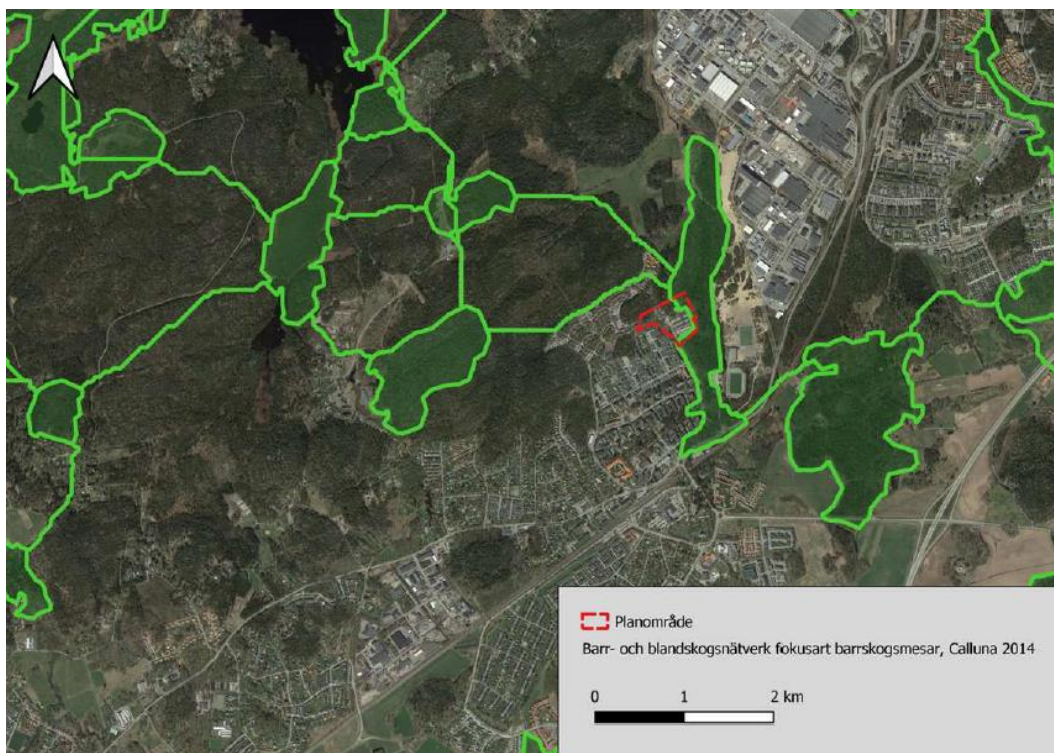 Planområde
Barr- och blandskogsnätverk fokusart barrskogsmesar, Calluna 2014
0 1 2 km